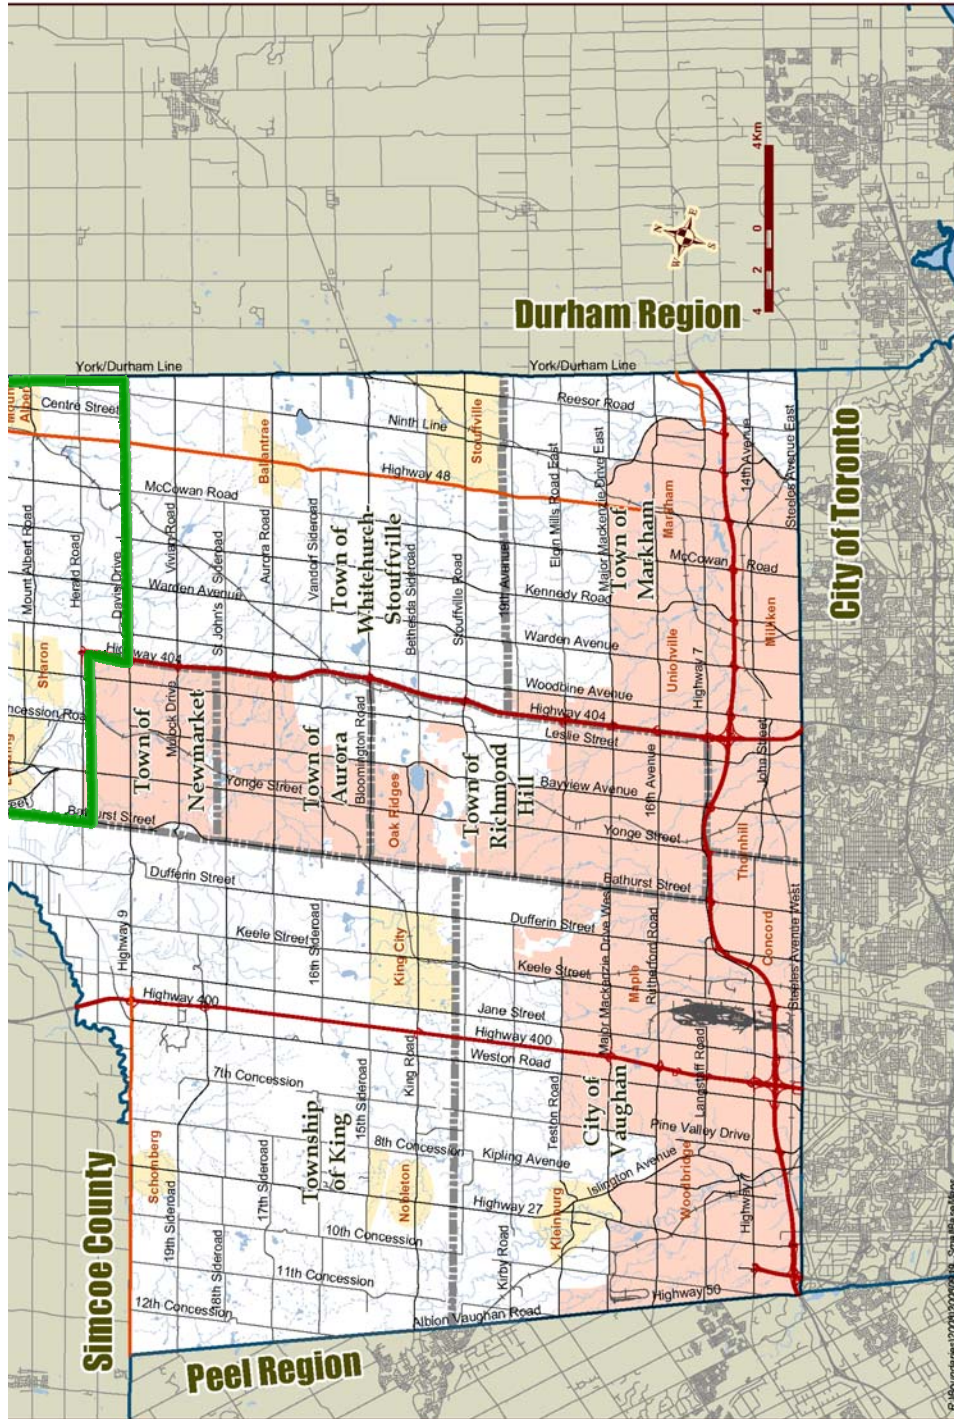 York/Durham Line
York/Durham Line
Durham Region
4
2
0
4Km
N
E
S
W
Centre Street
Ninth Line
Reesor Road
Highway 48
McCowan Road
Ballantrae
Stouffville
Mount Albert Road
Herald Road
Davis Drive
Vivian Road
St. John's Sideroad
Aurora Road
Vandorf Sideroad
Town of
Whitchurch-
Stouffville
Bethesda Sideroad
Stouffville Road
19th Avenue
Elgin Mills Road East
Major Mackenzie Drive East
Town of
Markham
Markham
14th Avenue
Steeles Avenue East
City of Toronto
McCowan Road
Kennedy Road
Warden Avenue
Warden Avenue
Unionville
Highway 7
Milliken
Sharon
Highway 404
Woodbine Avenue
Highway 404
Leslie Street
Mulock Drive
Town of
Newmarket
Town of
Aurora
Yonge Street
Bloomington Road
Oak Ridges
Town of
Richmond
Hill
Bayview Avenue
16th Avenue
John Street
Yonge Street
Thornhill
Bathurst Street
Bathurst Street
Dufferin Street
Dufferin Street
Keele Street
Keele Street
Highway 9
16th Sideroad
King City
Major Mackenzie Drive West
Rutherford Road
Maple
Concord
Steeles Avenue West
Highway 400
Jane Street
Highway 400
Weston Road
7th Concession
King Road
Langstaff Road
City of
Vaughan
Pine Valley Drive
Township
of King
15th Sideroad
8th Concession
Teston Road
Kipling Avenue
Islington Avenue
Woodbridge
Schomberg
19th Sideroad
17th Sideroad
Nobleton
Highway 27
Kleinburg
10th Concession
Kirby Road
18th Sideroad
11th Concession
12th Concession
Albion Vaughan Road
Highway 50
Simcoe County
Peel Region